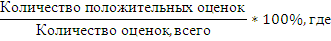 Количество положительных оценок
Количество оценок, всего
* 100%, где